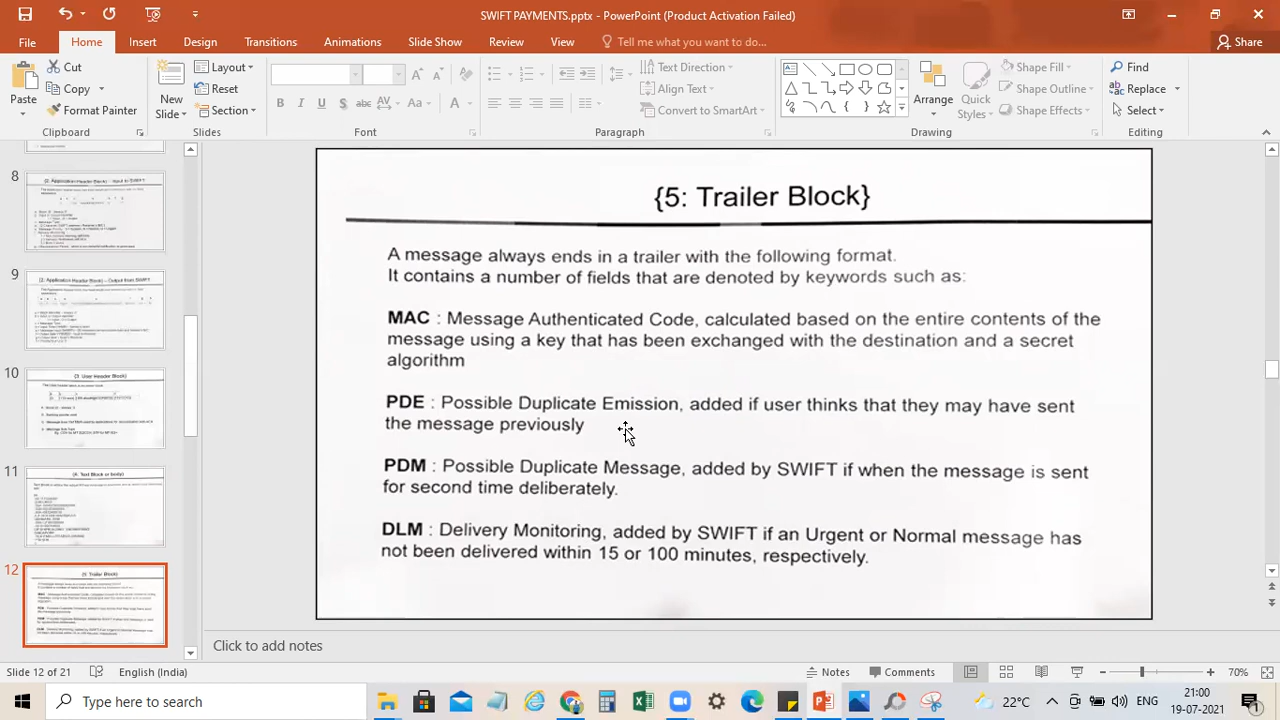 SWIFT PAYMENTS.pptx - PowerPoint (Product Activation Failed)
File Home Insert Design Transitions Animations Slide Show Review View Tell me what you want to do... Share
Paste
Cut
Copy
Format Painter
Clipboard
New Slide
Layout
Reset
Section
Slides
B I U S abc AV Aa A
Font
Text Direction
Align Text
Convert to SmartArt
Paragraph
Arrange
Quick Styles
Shape Fill
Shape Outline
Shape Effects
Drawing
Find
Replace
Select
Editing
8
9
10
{3: User Header Block}
11
12
{5: Trailer Block}
{5: Trailer Block}
A message always ends in a trailer with the following format.
It contains a number of fields that are denoted by keywords such as:
MAC : Message Authenticated Code, calculated based on the entire contents of the
message using a key that has been exchanged with the destination and a secret
algorithm
PDE : Possible Duplicate Emission, added if user thinks that they may have sent
the message previously
PDM : Possible Duplicate Message, added by SWIFT if when the message is sent
for second time deliberately.
DLM : Delivery Monitoring, added by SWIFT if an Urgent or Normal message has
not been delivered within 15 or 100 minutes, respectively.
Click to add notes
Slide 12 of 21 English (India) Notes Comments 70%
Type here to search
22°C ENG 21:00
19-07-2021